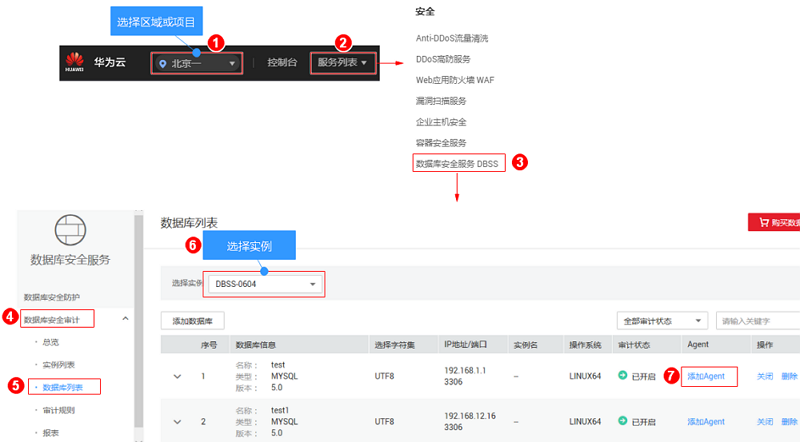 选择区域或项目
安全
1
2
HUAWEI
华为云
北京一
控制台
服务列表
Anti-DDoS流量清洗
DDoS高防服务
Web应用防火墙 WAF
漏洞扫描服务
企业主机安全
容器安全服务
数据库安全服务 DBSS
3
数据库安全服务
数据库列表
购买数据
6
选择实例
选择实例
DBSS-0604
数据库安全防护
4
数据库安全审计
总览
实例列表
5
数据库列表
审计规则
报表
添加数据库
全部审计状态
请输入关键字
序号 数据库信息 选择字符集 IP地址/端口 实例名 操作系统 审计状态 Agent 操作
1
名称： test
类型： MYSQL
版本： 5.0
UTF8
192.168.1.1
3306
–
LINUX64
已开启
7
添加Agent
关闭 删除
2
名称： test1
类型： MYSQL
版本： 5.0
UTF8
192.168.12.16
3306
–
LINUX64
已开启
添加Agent
关闭 删除